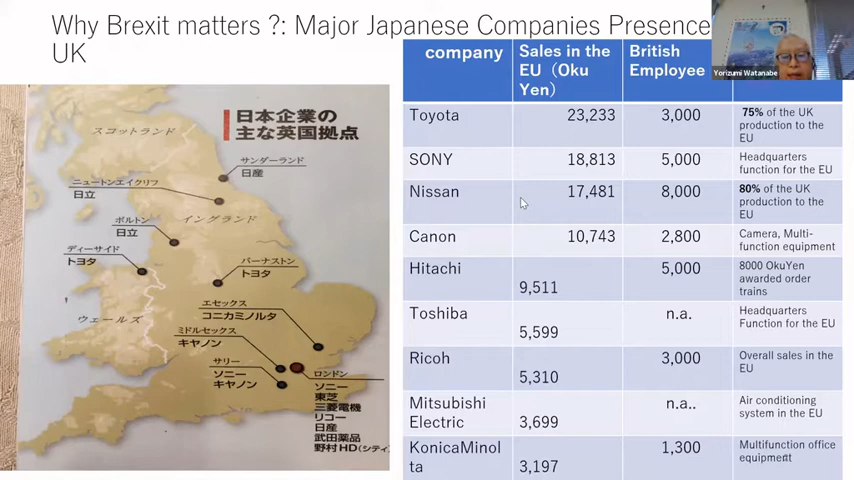 Why Brexit matters ?: Major Japanese Companies Presence
UK
日本企業の
主な英国拠点
スコットランド
サンダーランド
日産
ニュートンエイクリフ
日立
イングランド
ボルトン
日立
ディーサイド
トヨタ
バーナストン
トヨタ
ウェールズ
エセックス
コニカミノルタ
ミドルセックス
キヤノン
サリー
ソニー
キヤノン
ロンドン
ソニー
東芝
三菱電機
リコー
日産
武田薬品
野村HD(シティ)
company
Sales in the
EU（Oku
Yen）
British
Employee
Yorizumi Watanabe
Toyota 23,233 3,000
75% of the UK
production to the
EU
SONY 18,813 5,000
Headquarters
function for the EU
Nissan 17,481 8,000
80% of the UK
production to the
EU
Canon 10,743 2,800
Camera, Multi-
function equipment
Hitachi 9,511 5,000
8000 OkuYen
awarded order
trains
Toshiba 5,599 n.a.
Headquarters
Function for the EU
Ricoh 5,310 3,000
Overall sales in the
EU
Mitsubishi
Electric 3,699 n.a..
Air conditioning
system in the EU
KonicaMinol
ta 3,197 1,300
Multifunction office
equipment